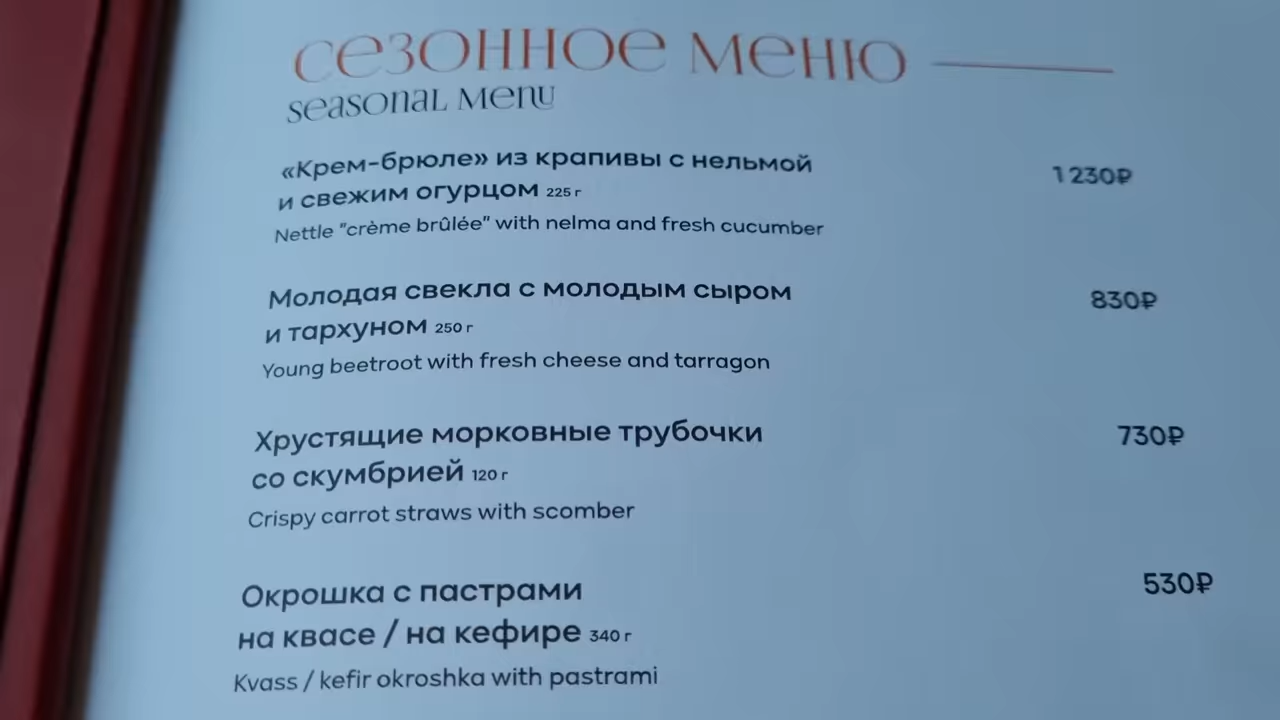 сезонное меню
seasonal menu
«Крем-брюле» из крапивы с нельмой
и свежим огурцом 225 г
1 230₽
Nettle "crème brûlée" with nelma and fresh cucumber
Молодая свекла с молодым сыром
и тархуном 250 г
830₽
Young beetroot with fresh cheese and tarragon
Хрустящие морковные трубочки
со скумбрией 120 г
730₽
Crispy carrot straws with scomber
Окрошка с пастрами
на квасе / на кефире 340 г
530₽
Kvass / kefir okroshka with pastrami